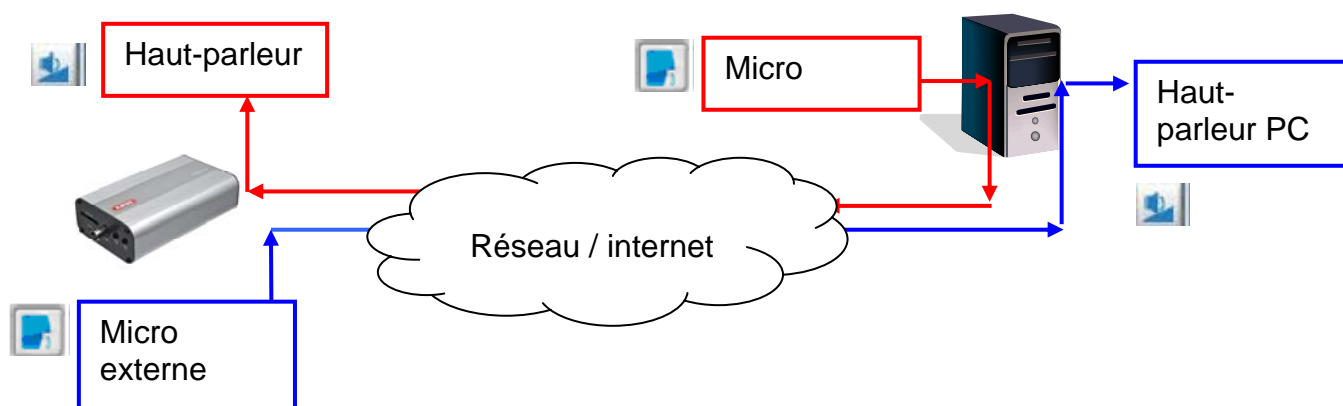 Haut-parleur
Micro
Haut-
parleur PC
Réseau / internet
Micro
externe